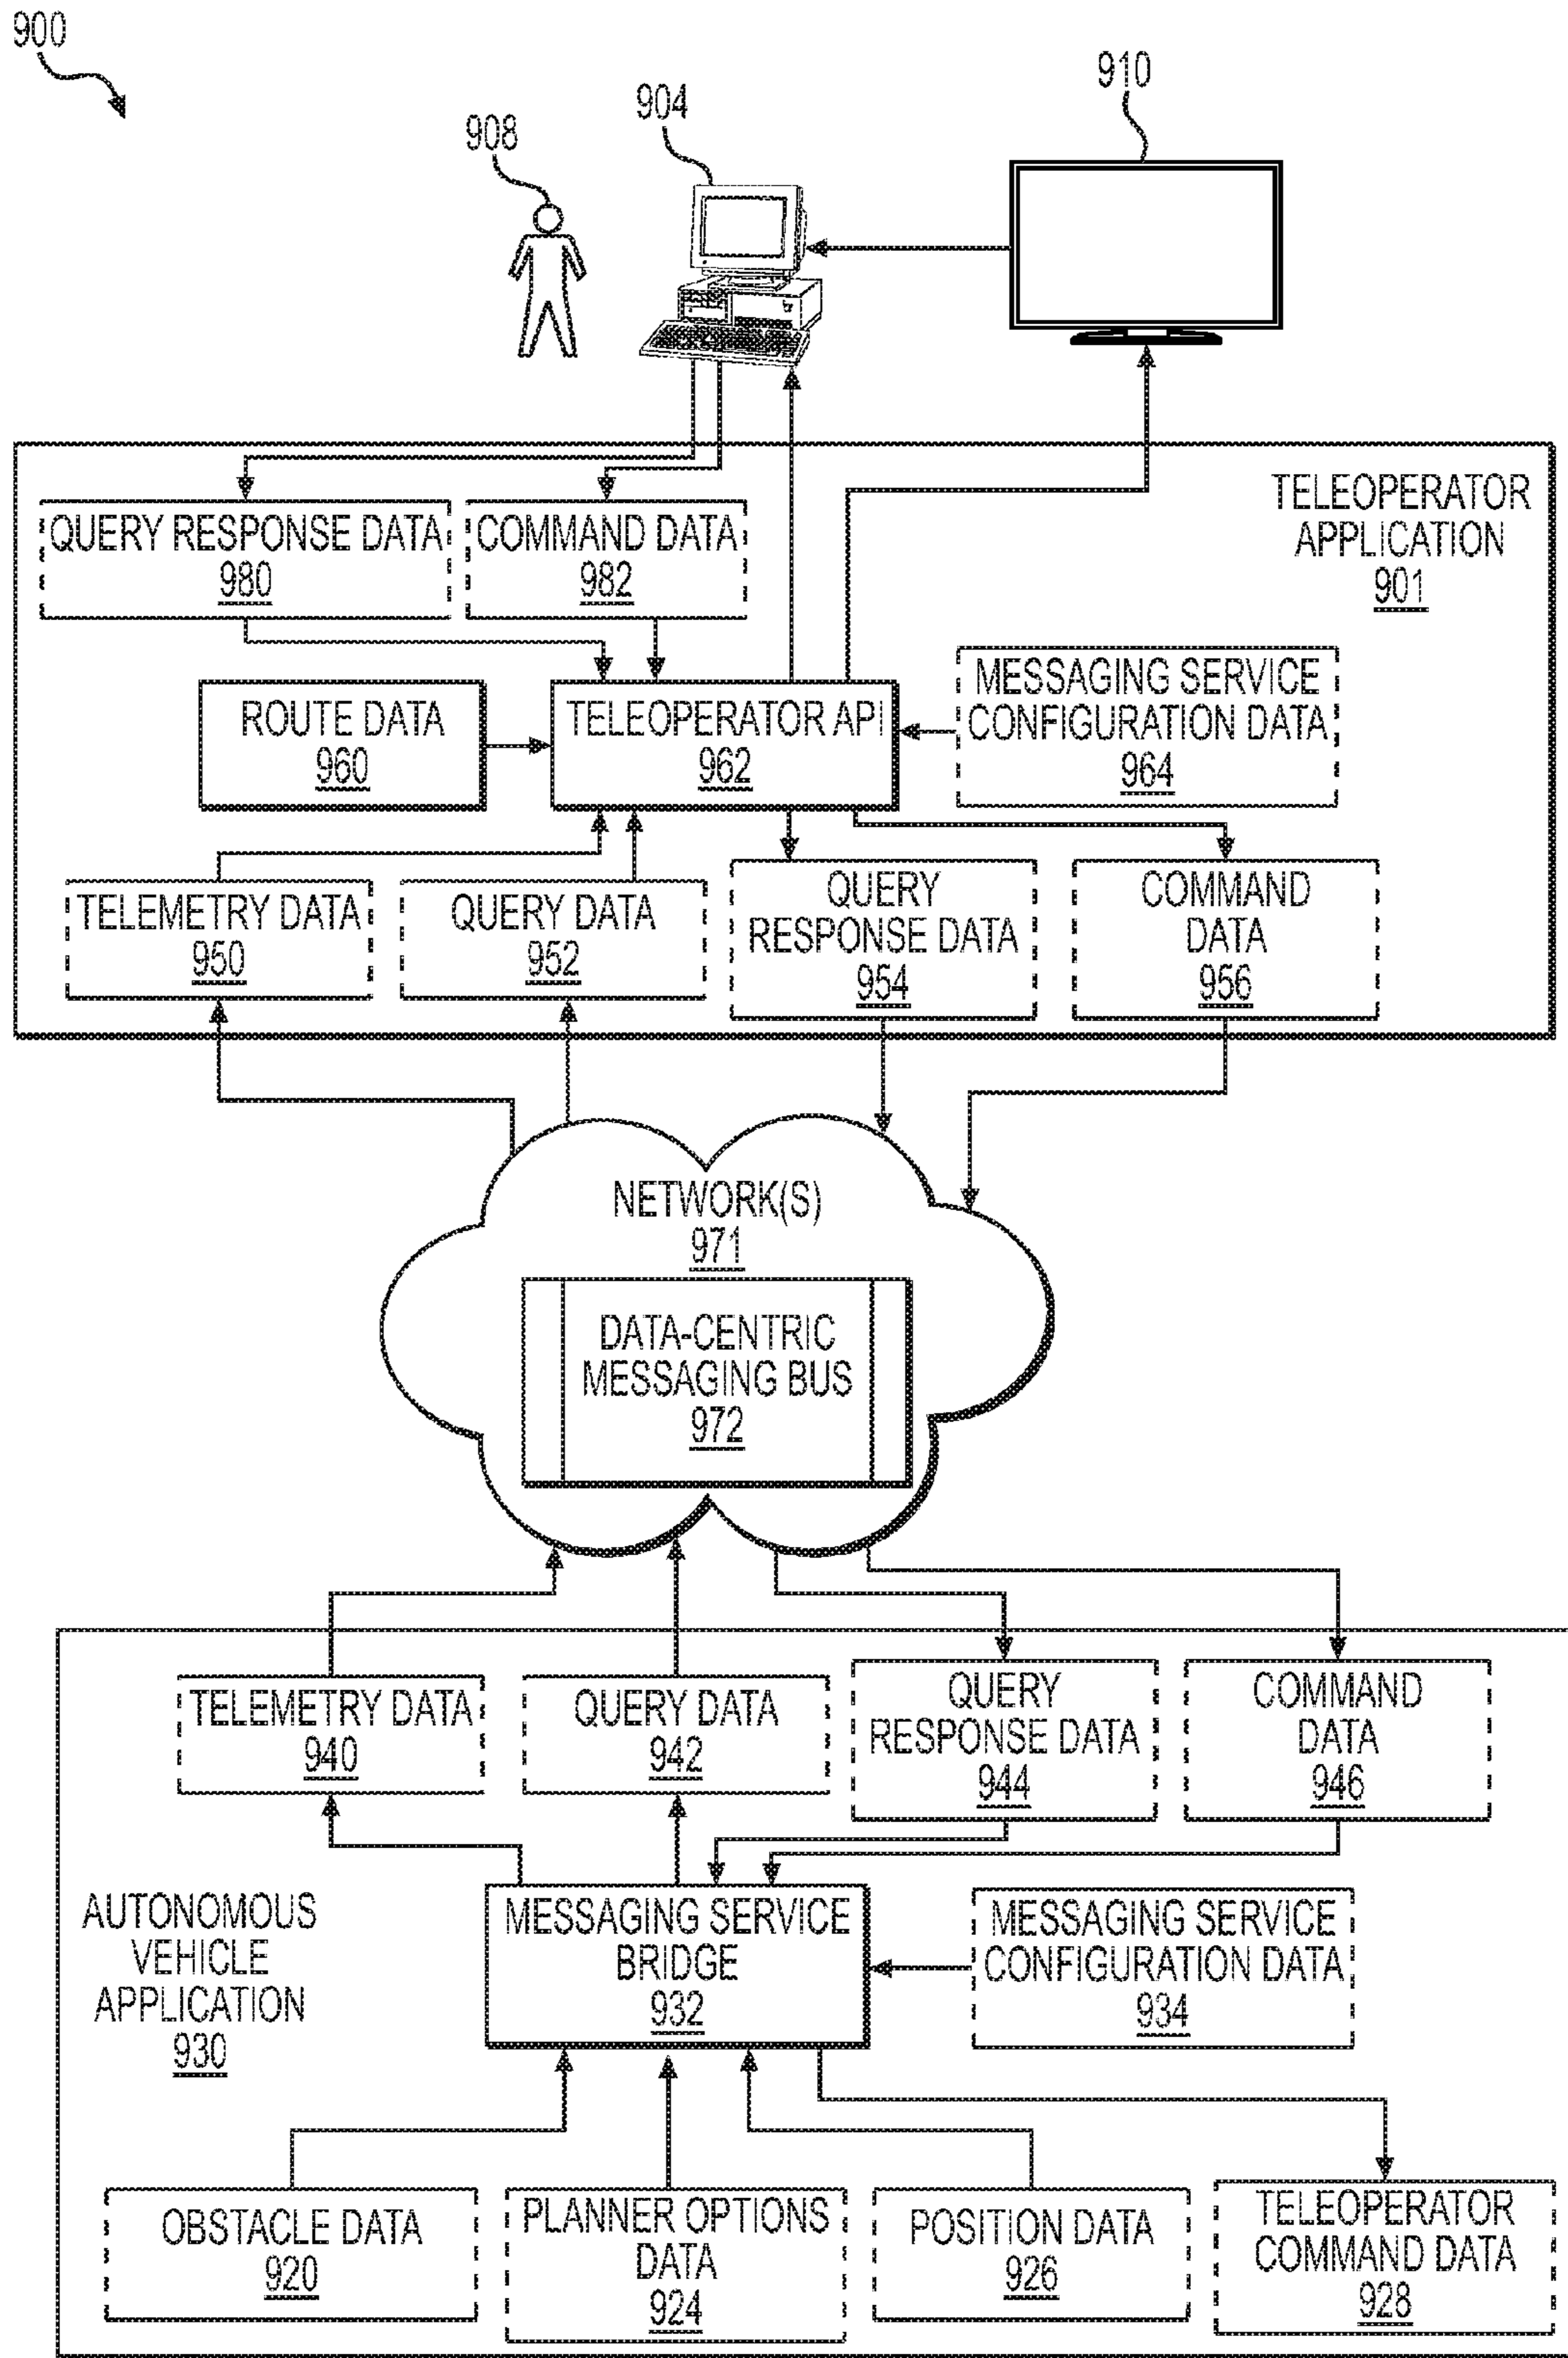 900
908
904
910
TELEOPERATOR
APPLICATION
901
QUERY RESPONSE DATA
980
COMMAND DATA
982
ROUTE DATA
960
TELEOPERATOR API
962
MESSAGING SERVICE
CONFIGURATION DATA
964
TELEMETRY DATA
950
QUERY DATA
952
QUERY
RESPONSE DATA
954
COMMAND
DATA
956
NETWORK(S)
971
DATA-CENTRIC
MESSAGING BUS
972
TELEMETRY DATA
940
QUERY DATA
942
QUERY
RESPONSE DATA
944
COMMAND
DATA
946
AUTONOMOUS
VEHICLE
APPLICATION
930
MESSAGING SERVICE
BRIDGE
932
MESSAGING SERVICE
CONFIGURATION DATA
934
OBSTACLE DATA
920
PLANNER OPTIONS
DATA
924
POSITION DATA
926
TELEOPERATOR
COMMAND DATA
928